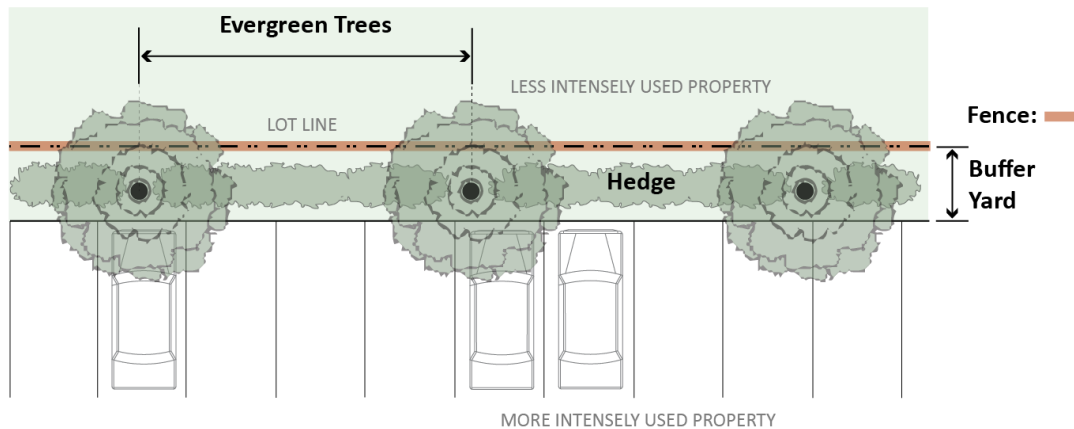 Evergreen Trees
LESS INTENSELY USED PROPERTY
LOT LINE
Fence:
Buffer
Yard
Hedge
MORE INTENSELY USED PROPERTY